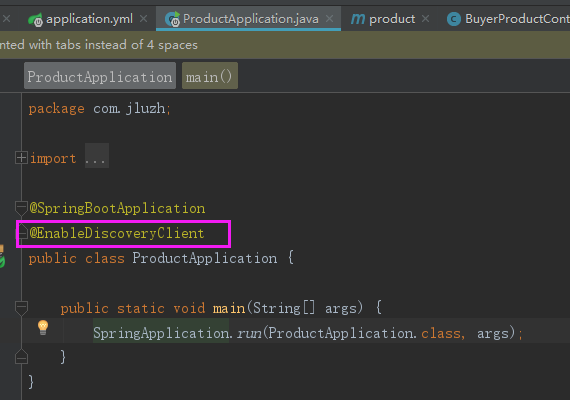 application.yml × ProductApplication.java × m product × C BuyerProductCont
nted with tabs instead of 4 spaces
ProductApplication main()
package com.jluzh;
import ...
@SpringBootApplication
@EnableDiscoveryClient
public class ProductApplication {
public static void main(String[] args) {
SpringApplication.run(ProductApplication.class, args);
}
}